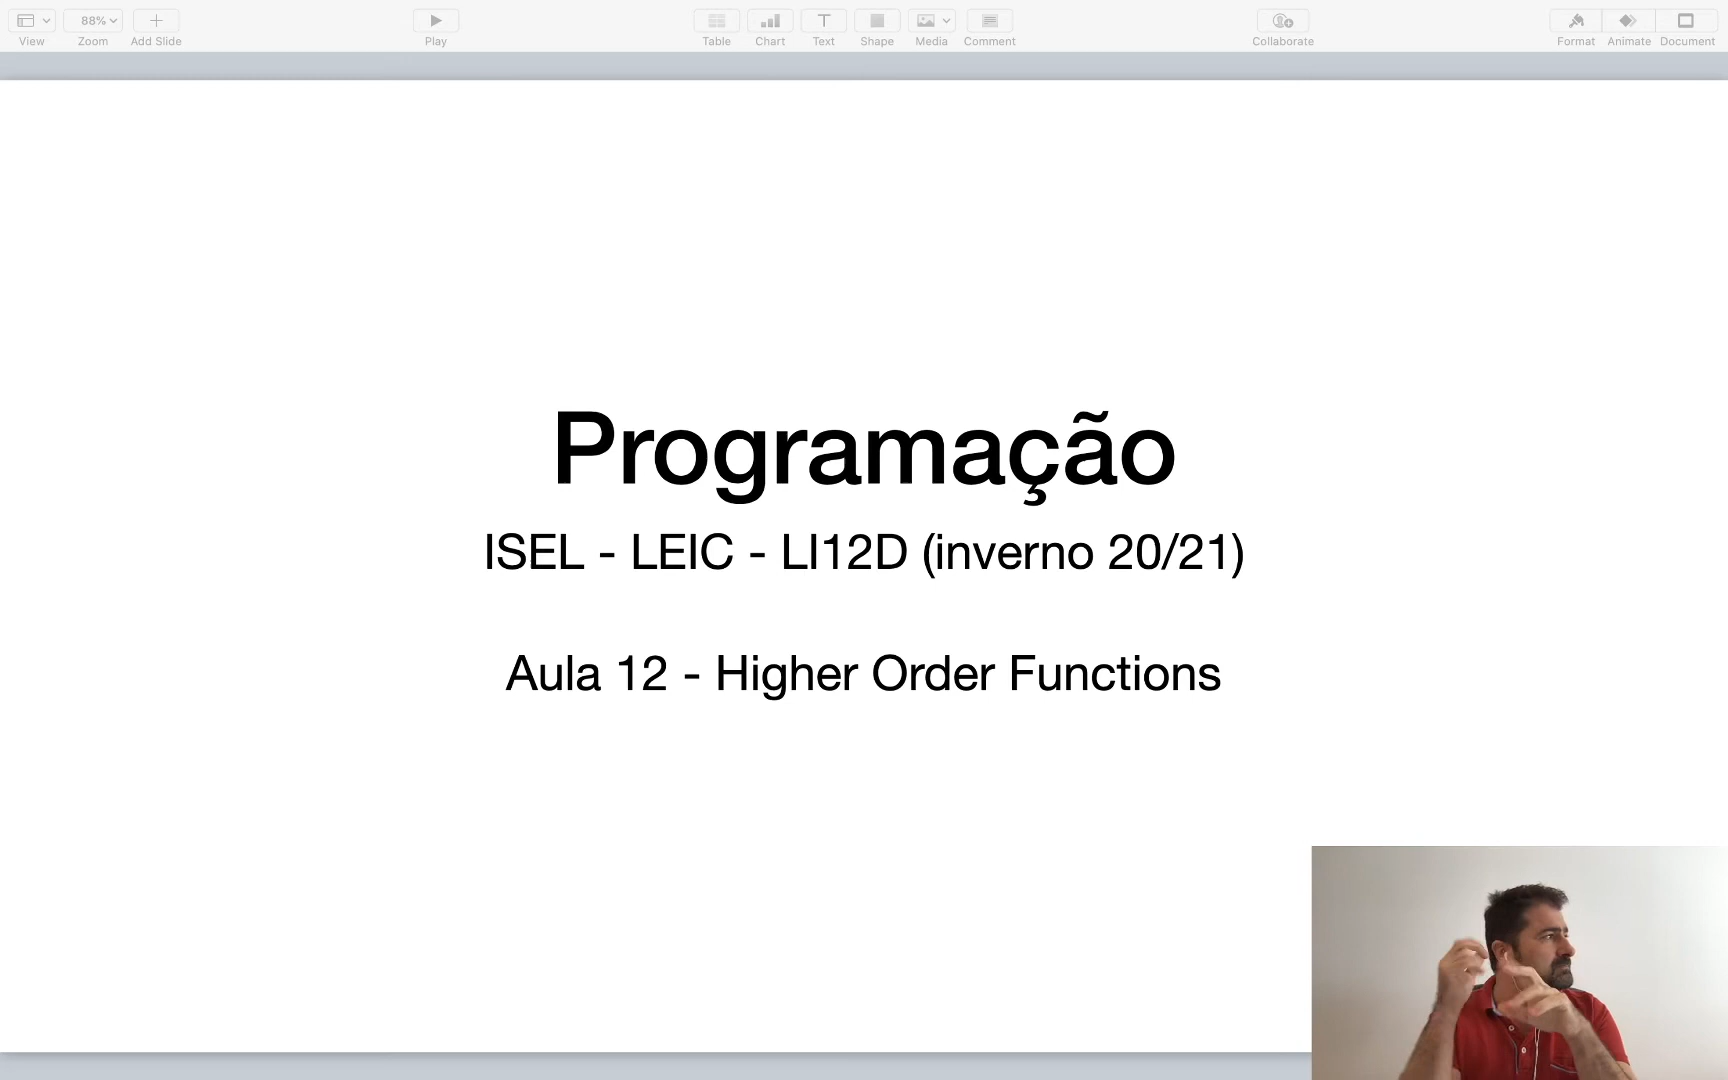 88%
View
Zoom
Add Slide
Play
Table
Chart
Text
Shape
Media
Comment
Collaborate
Format
Animate
Document
Programação
ISEL - LEIC - LI12D (inverno 20/21)
Aula 12 - Higher Order Functions